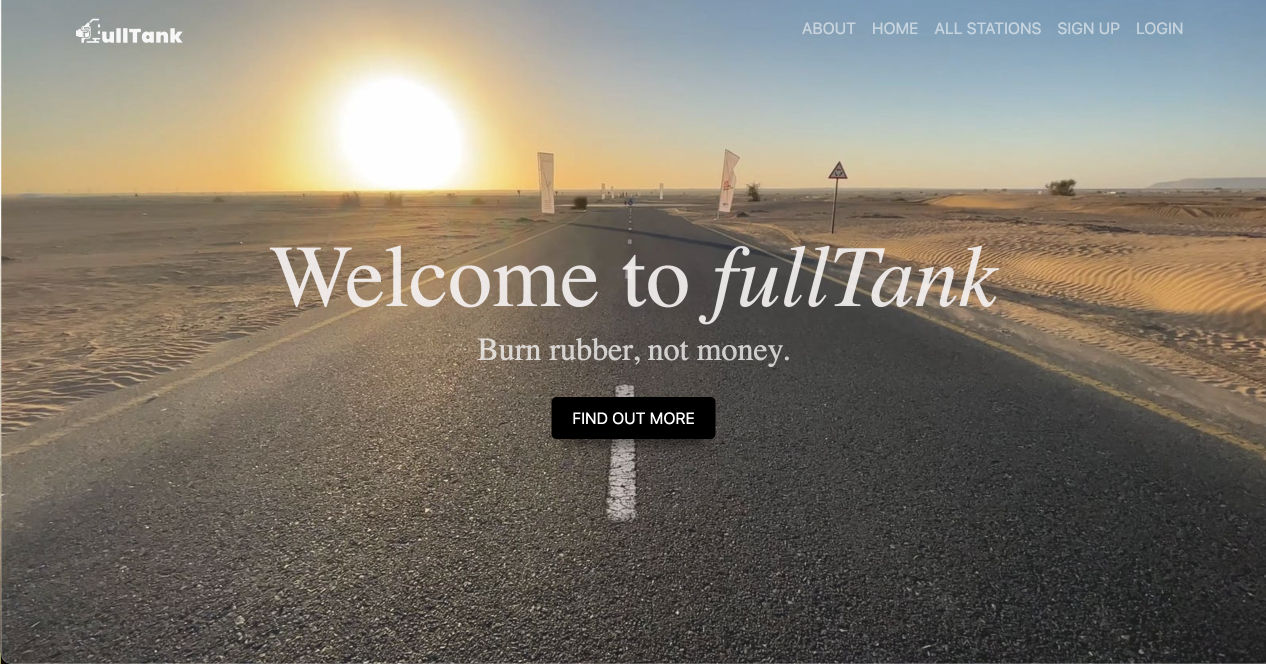 fullTank
ABOUT HOME ALL STATIONS SIGN UP LOGIN
Welcome to fullTank
Burn rubber, not money.
FIND OUT MORE